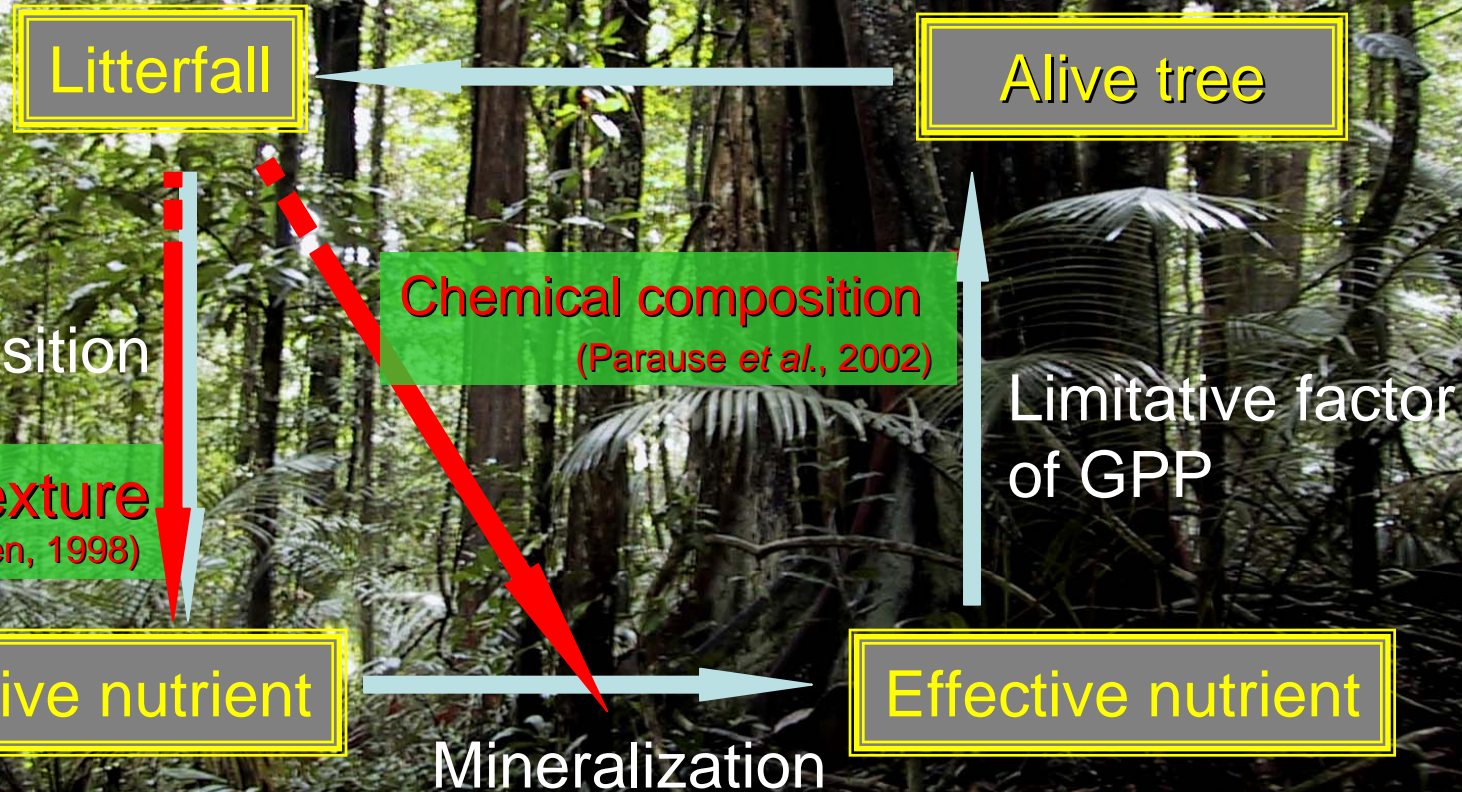 Litterfall
Alive tree
Chemical composition
(Parause et al., 2002)
sition
Limitative factor
of GPP
exture
en, 1998)
ive nutrient
Effective nutrient
Mineralization